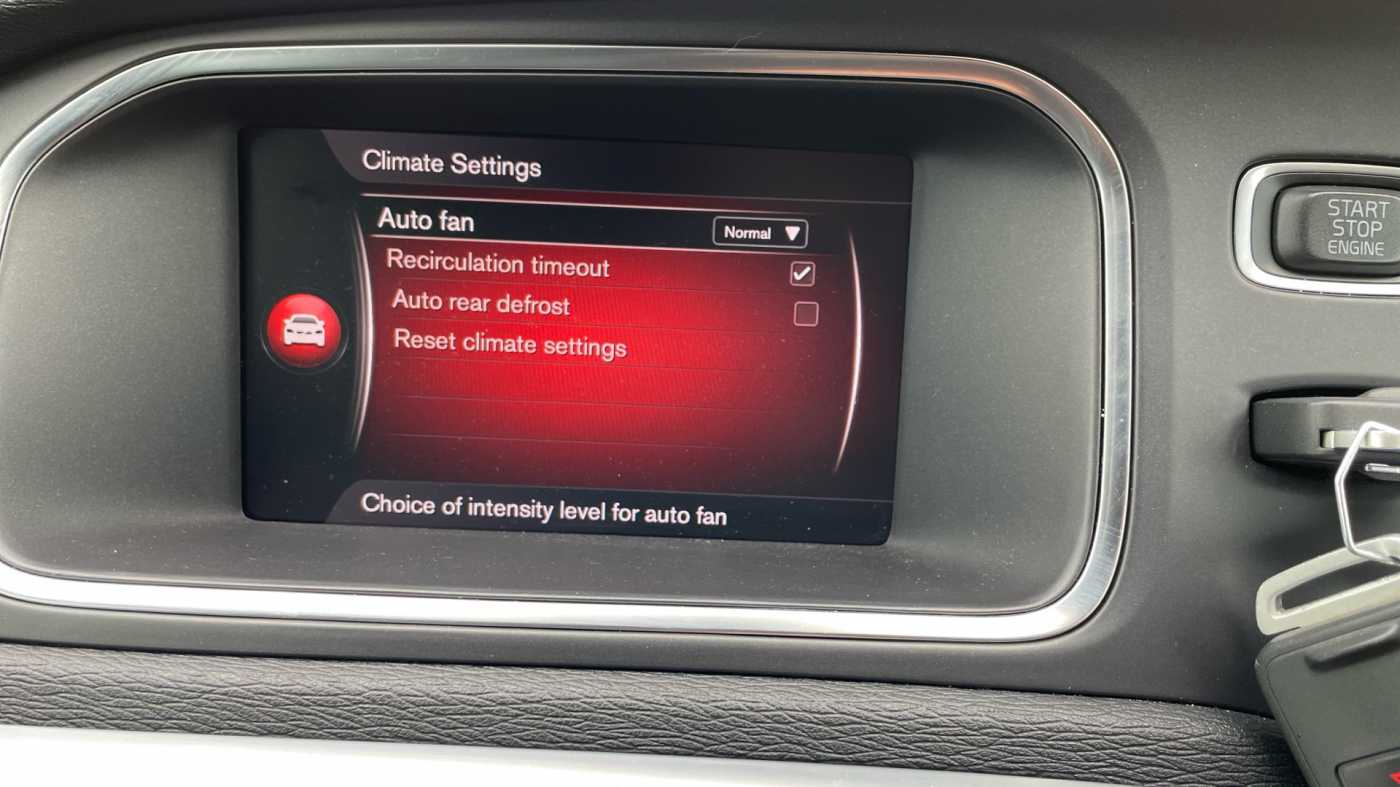 Climate Settings
Auto fan
Normal
Recirculation timeout
Auto rear defrost
Reset climate settings
Choice of intensity level for auto fan
START
STOP
ENGINE